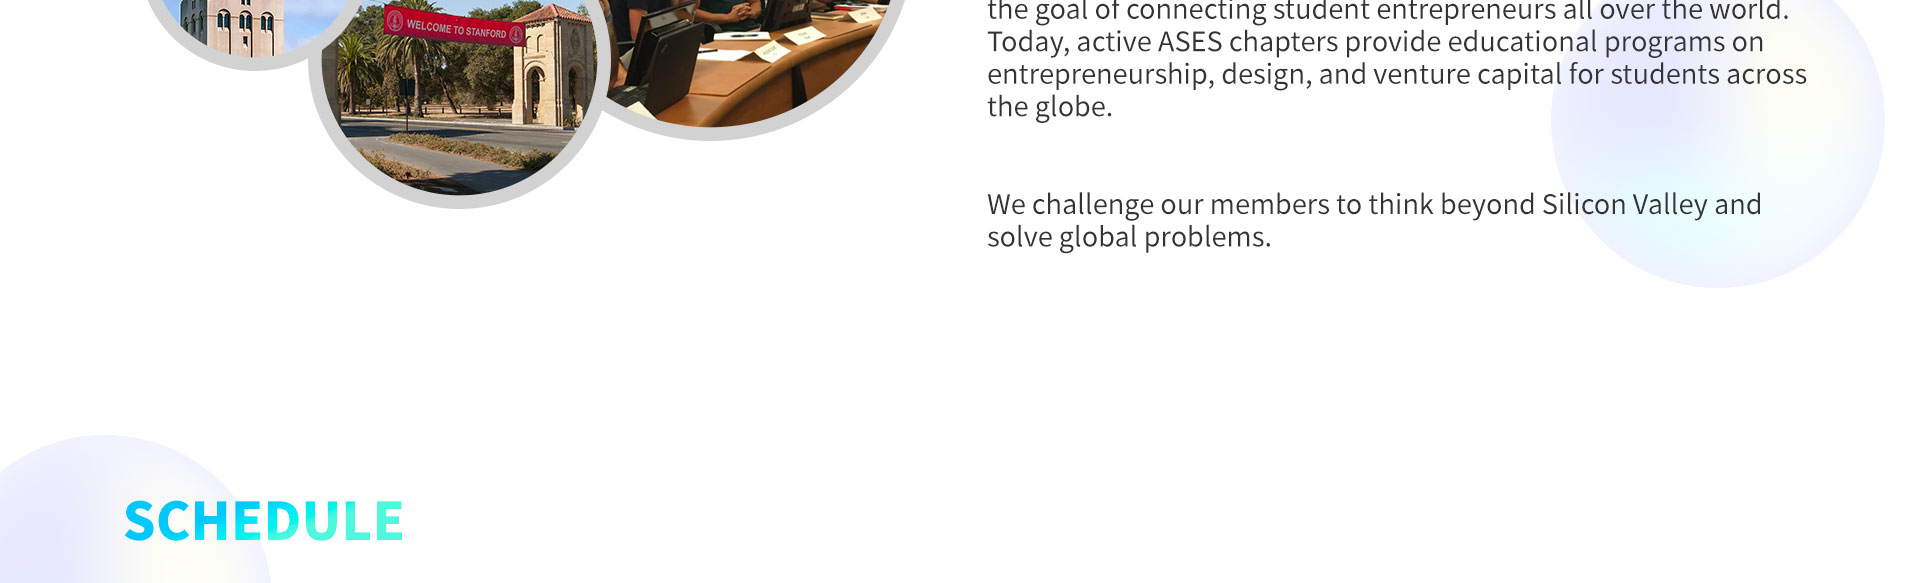 WELCOME TO STANFORD
the goal of connecting student entrepreneurs all over the world.
Today, active ASES chapters provide educational programs on
entrepreneurship, design, and venture capital for students across
the globe.
We challenge our members to think beyond Silicon Valley and
solve global problems.
SCHEDULE